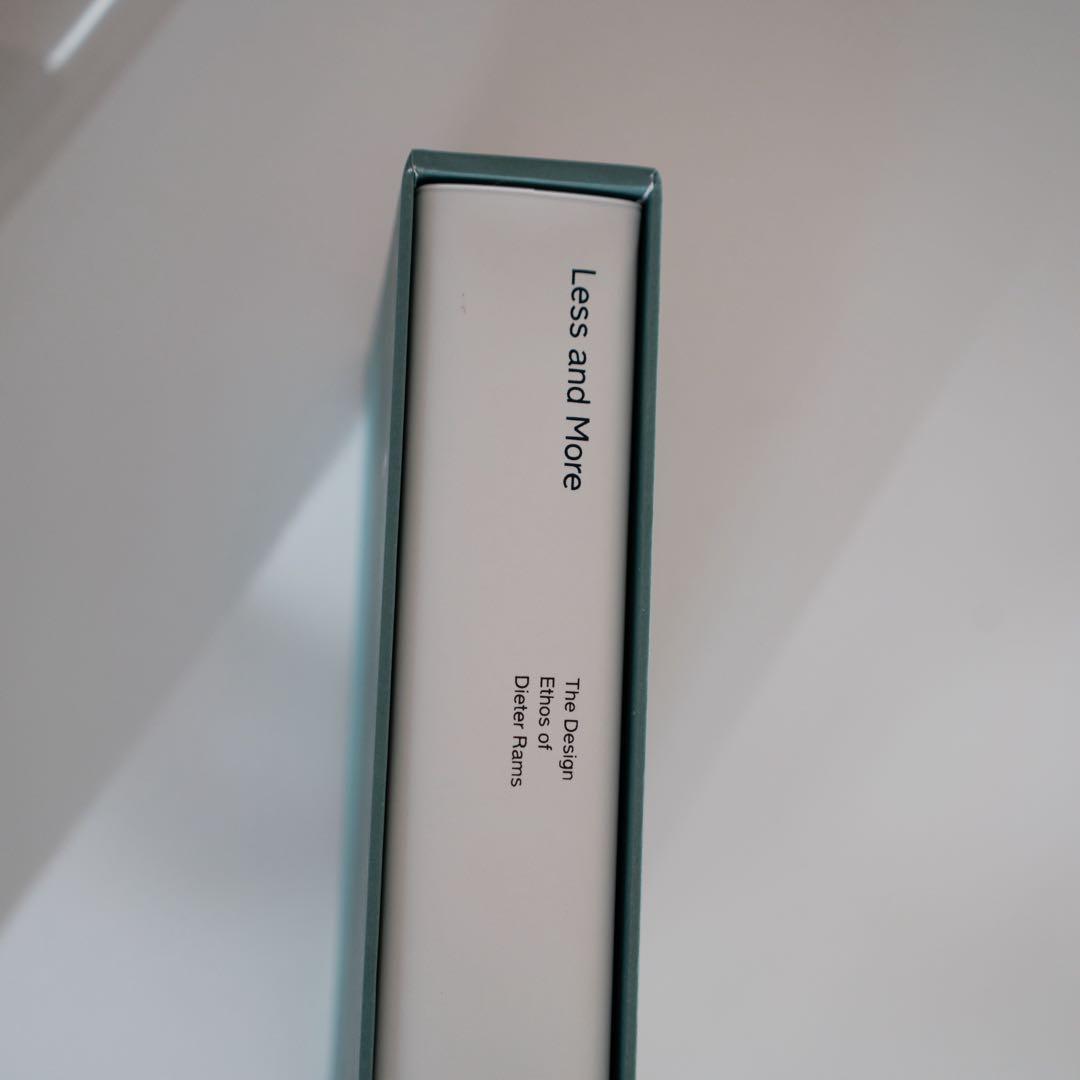 Less and More
The Design
Ethos of
Dieter Rams